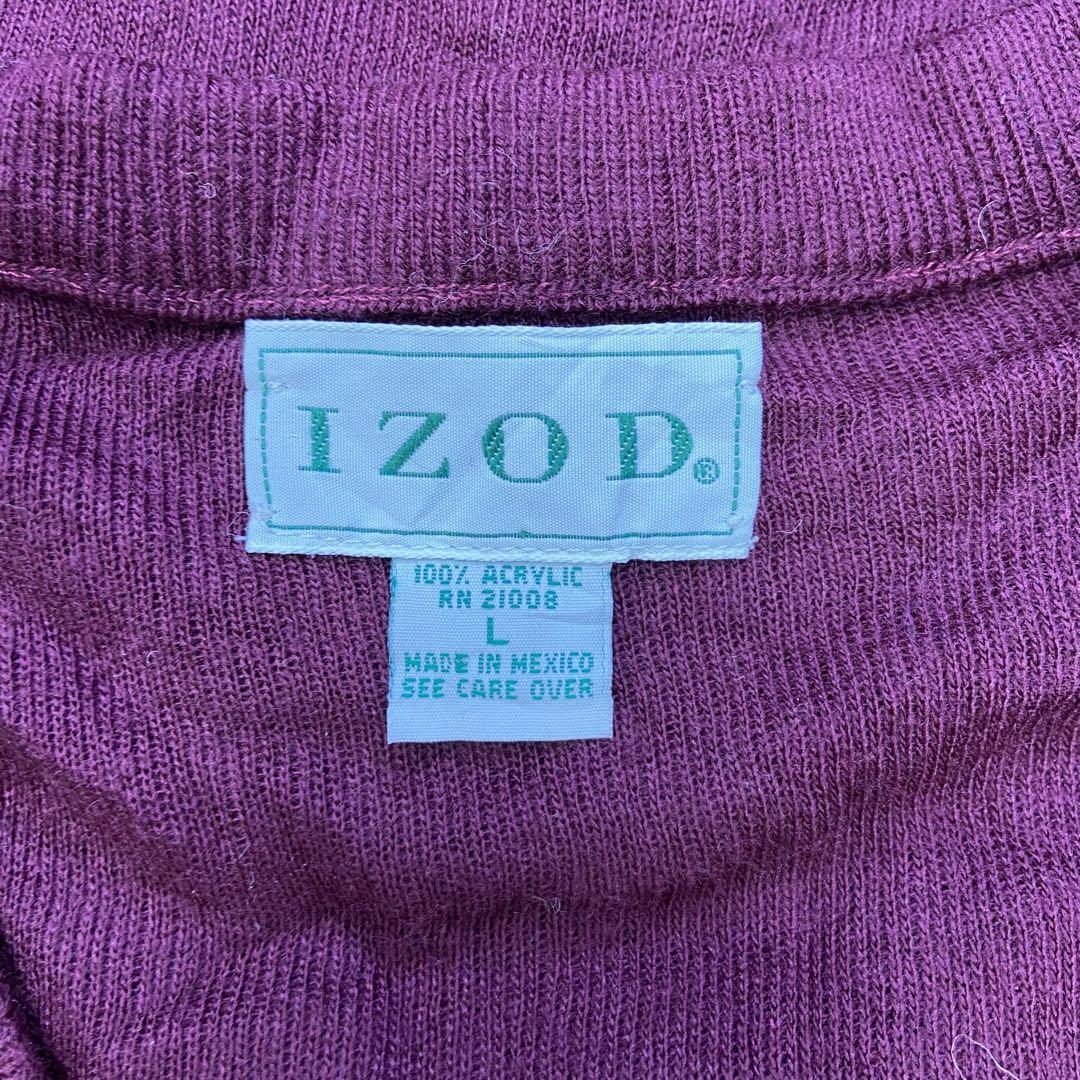 IZOD®
100% ACRYLIC
RN 21008
L
MADE IN MEXICO
SEE CARE OVER